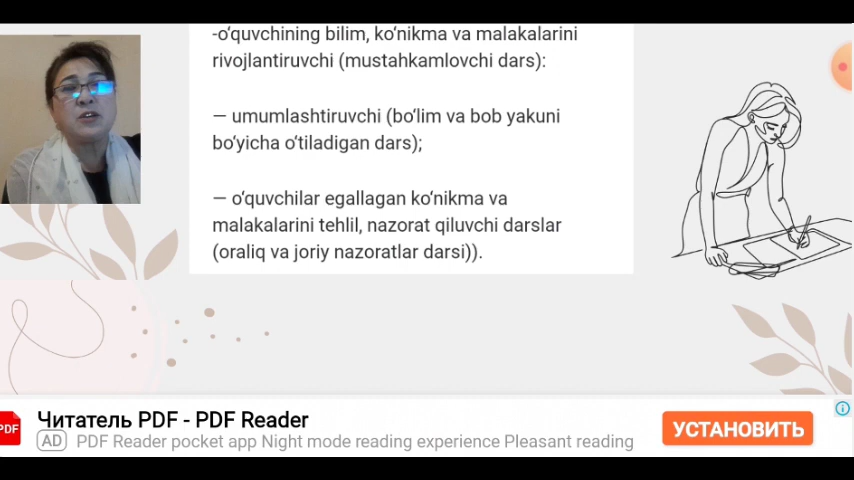 -o‘quvchining bilim, ko‘nikma va malakalarini
rivojlantiruvchi (mustahkamlovchi dars):
— umumlashtiruvchi (bo‘lim va bob yakuni
bo‘yicha o‘tiladigan dars);
— o‘quvchilar egallagan ko‘nikma va
malakalarini tehlil, nazorat qiluvchi darslar
(oraliq va joriy nazoratlar darsi)).
PDF
Читатель PDF - PDF Reader
AD PDF Reader pocket app Night mode reading experience Pleasant reading
УСТАНОВИТЬ